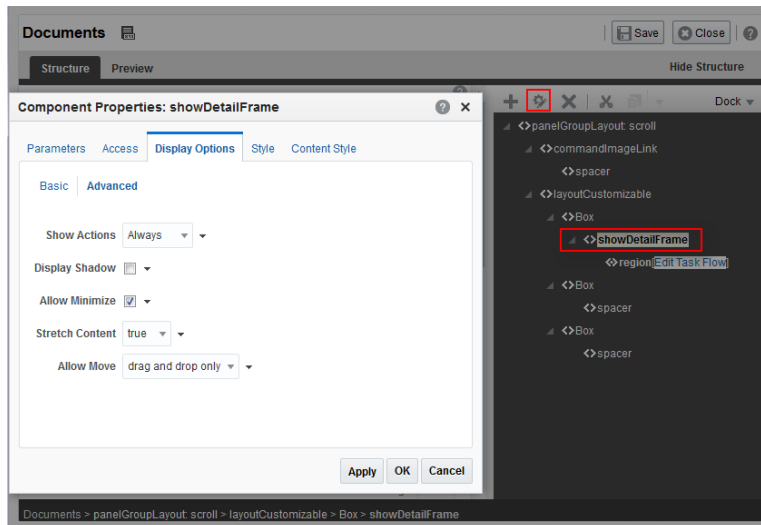 Documents
Save
Close
Structure
Preview
Hide Structure
Component Properties: showDetailFrame
Parameters
Access
Display Options
Style
Content Style
Basic
Advanced
Show Actions
Always
Display Shadow
Allow Minimize
Stretch Content
true
Allow Move
drag and drop only
Apply
OK
Cancel
Dock
<>panelGroupLayout: scroll
<>commandImageLink
<>spacer
<>layoutCustomizable
<>Box
<>showDetailFrame
<>region[Edit Task Flow]
<>Box
<>spacer
<>Box
<>spacer
Documents > panelGroupLayout: scroll > layoutCustomizable > Box > showDetailFrame